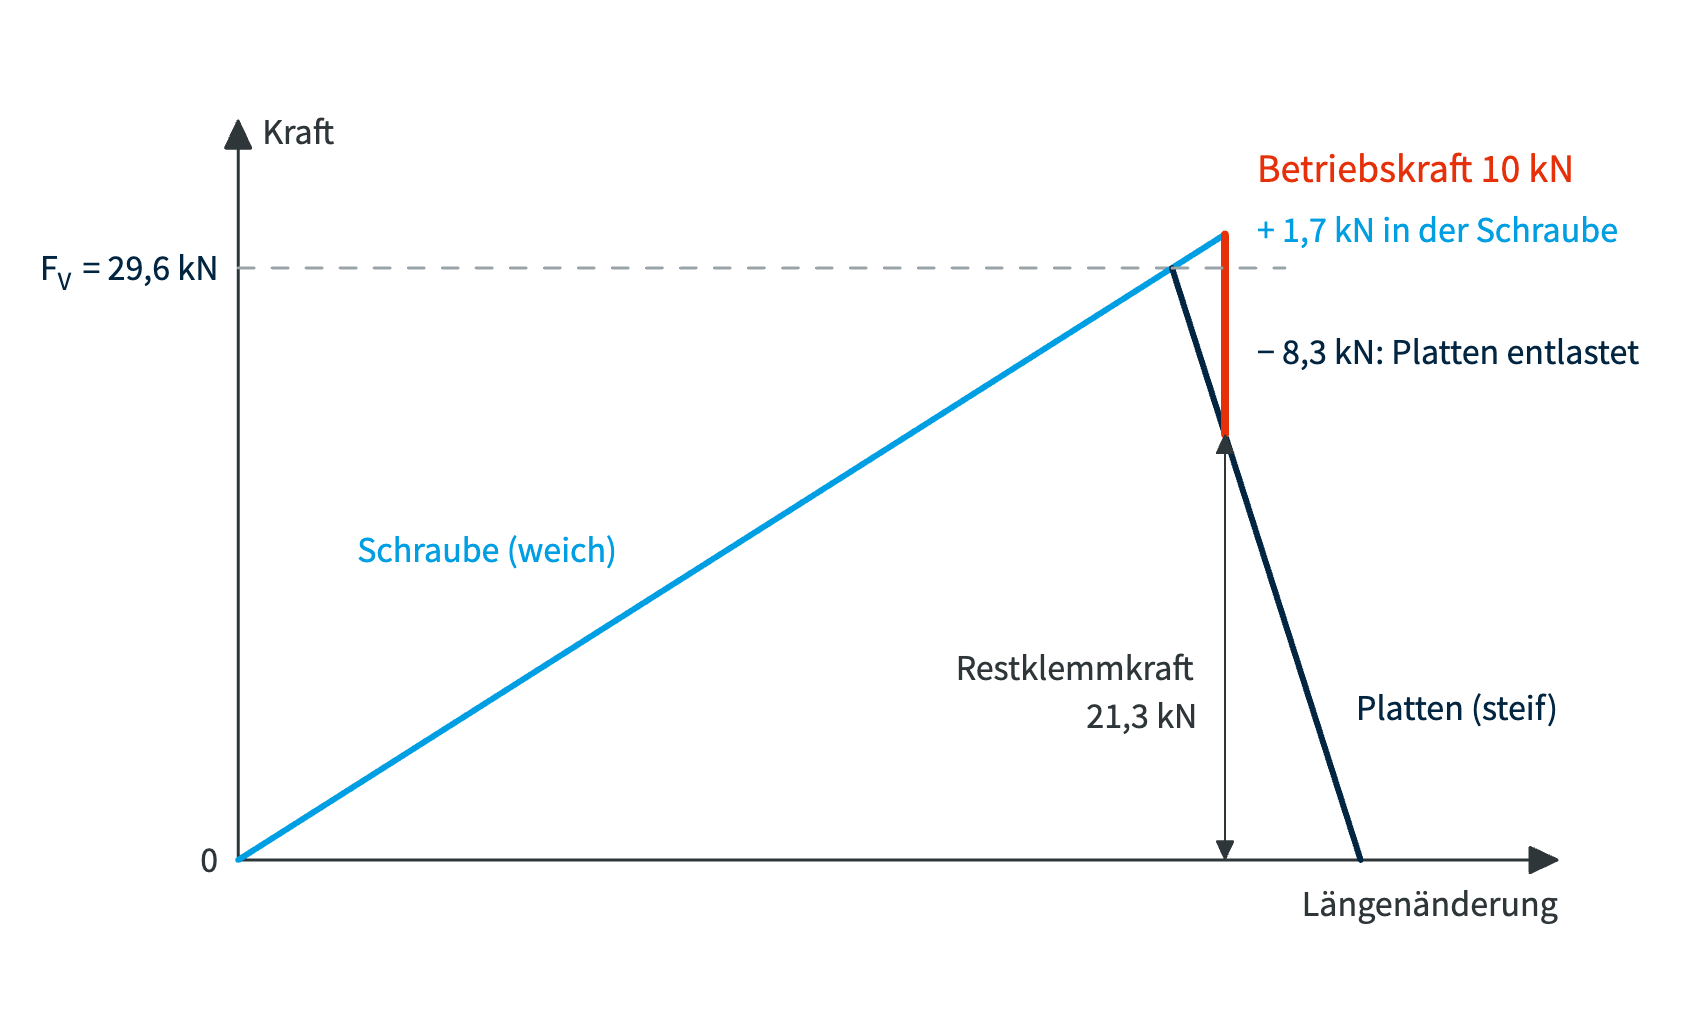 Kraft
Betriebskraft 10 kN
+ 1,7 kN in der Schraube
FV = 29,6 kN
− 8,3 kN: Platten entlastet
Schraube (weich)
Restklemmkraft
21,3 kN
Platten (steif)
0
Längenänderung